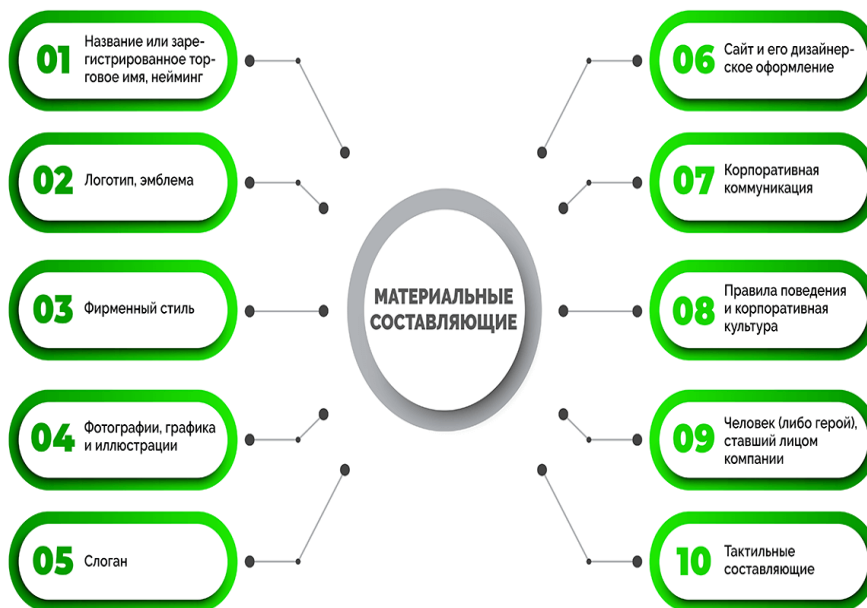 01
Название или заре-
гистрированное тор-
говое имя, нейминг
02
Логотип, эмблема
03
Фирменный стиль
04
Фотографии, графика
и иллюстрации
05
Слоган
МАТЕРИАЛЬНЫЕ
СОСТАВЛЯЮЩИЕ
06
Сайт и его дизайнер-
ское оформление
07
Корпоративная
коммуникация
08
Правила поведения
и корпоративная
культура
09
Человек (либо герой),
ставший лицом
компании
10
Тактильные
составляющие